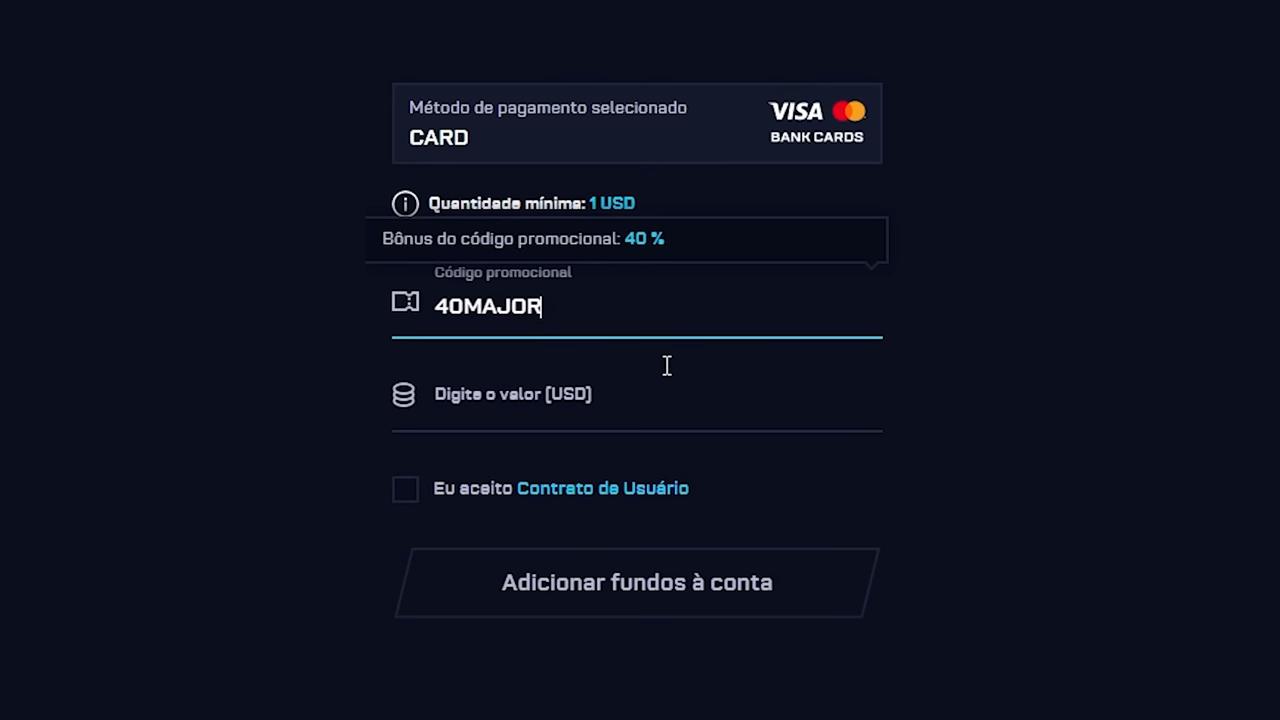 Método de pagamento selecionado
CARD
VISA
BANK CARDS
Quantidade mínima: 1 USD
Bônus do código promocional: 40 %
Código promocional
40MAJOR
Digite o valor (USD)
Eu aceito Contrato de Usuário
Adicionar fundos à conta